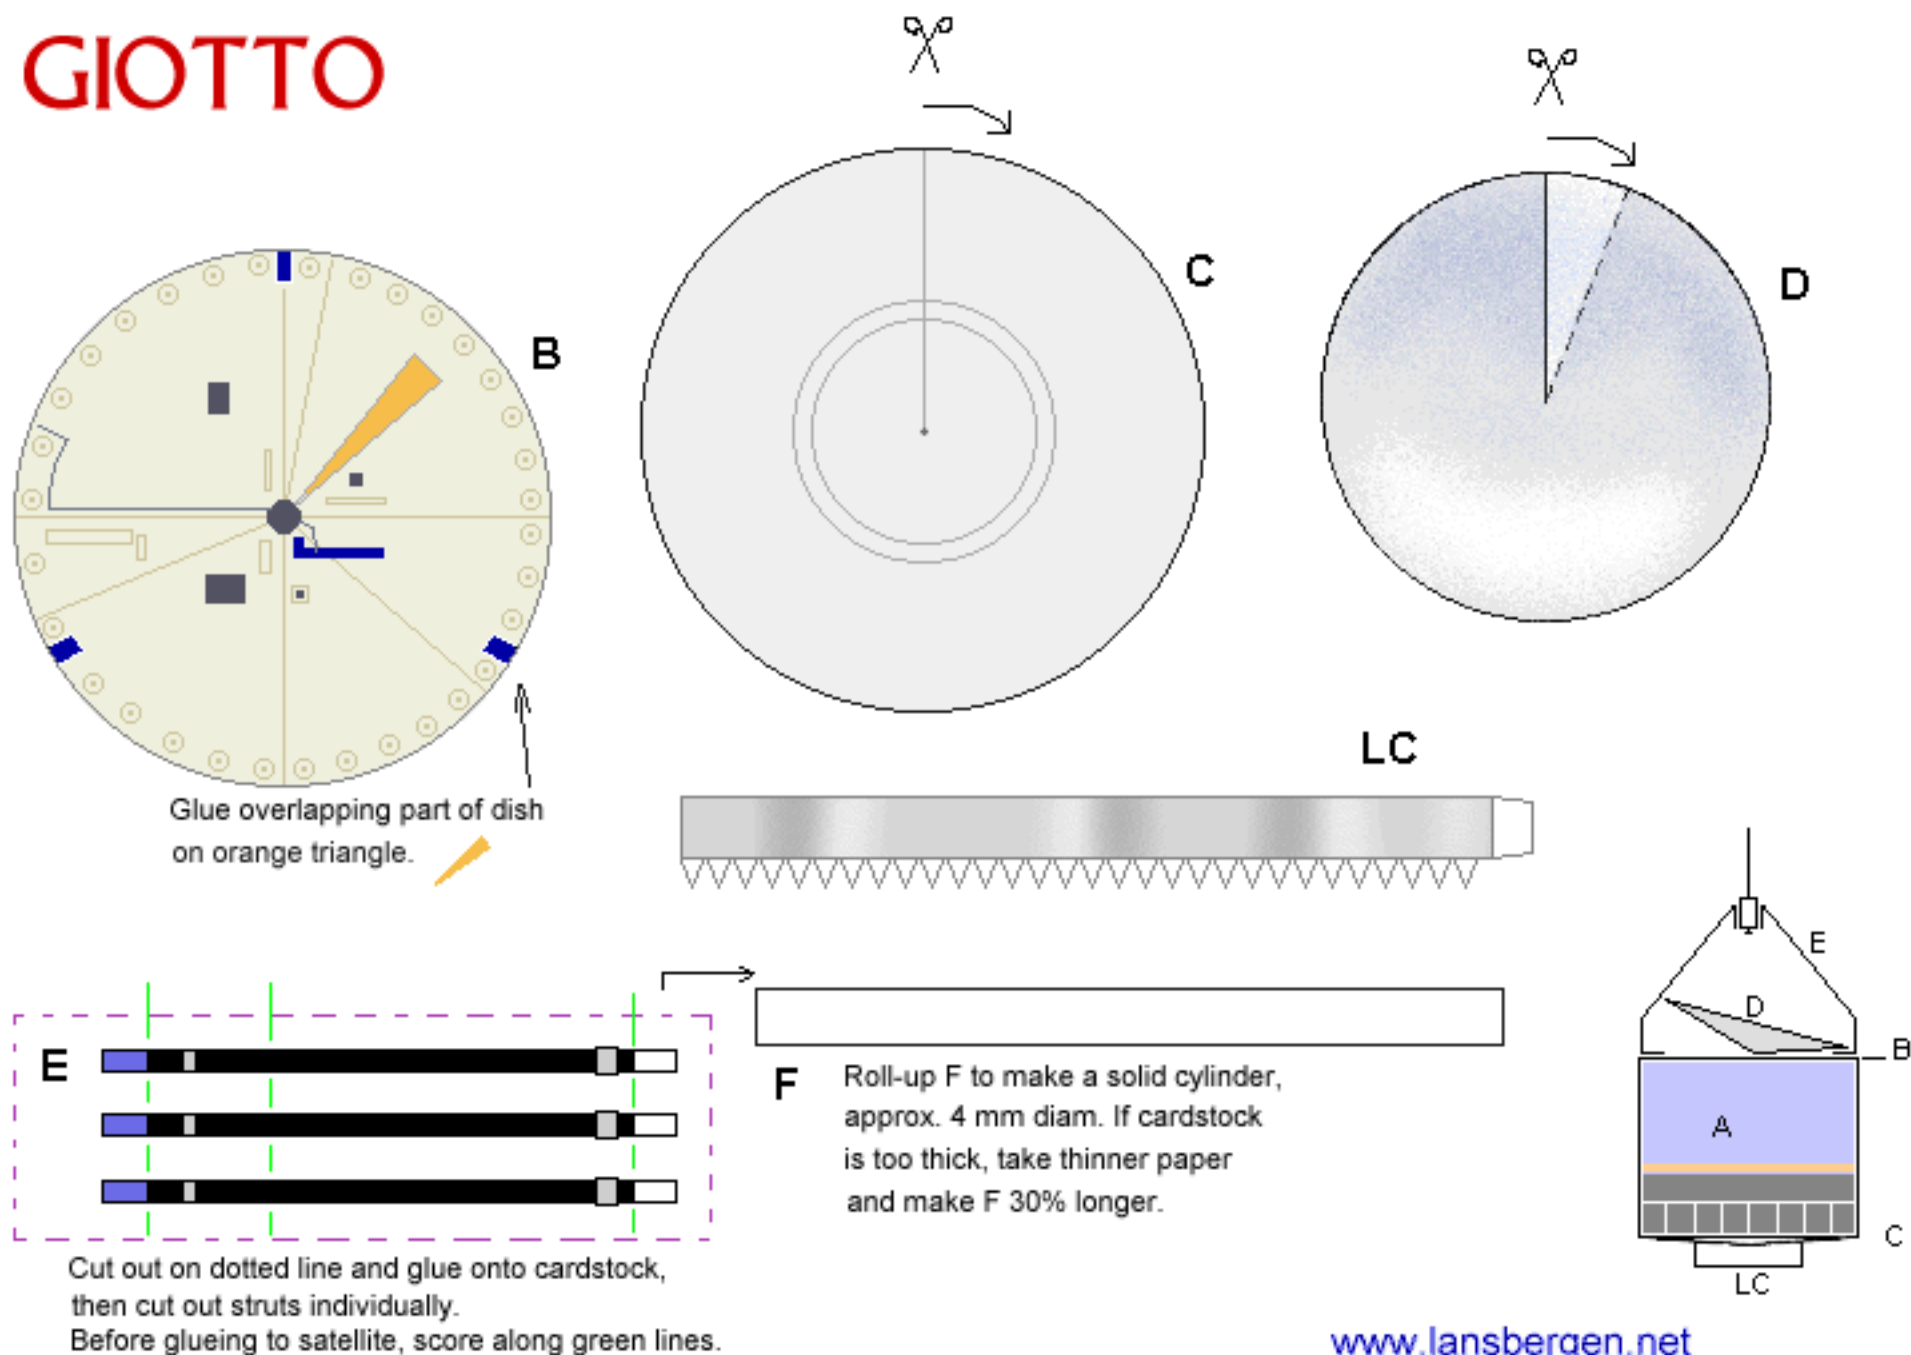 GIOTTO
B
C
D
Glue overlapping part of dish
on orange triangle.
LC
E
F
Roll-up F to make a solid cylinder,
approx. 4 mm diam. If cardstock
is too thick, take thinner paper
and make F 30% longer.
Cut out on dotted line and glue onto cardstock,
then cut out struts individually.
Before glueing to satellite, score along green lines.
E
D
B
A
C
LC
www.lansbergen.net